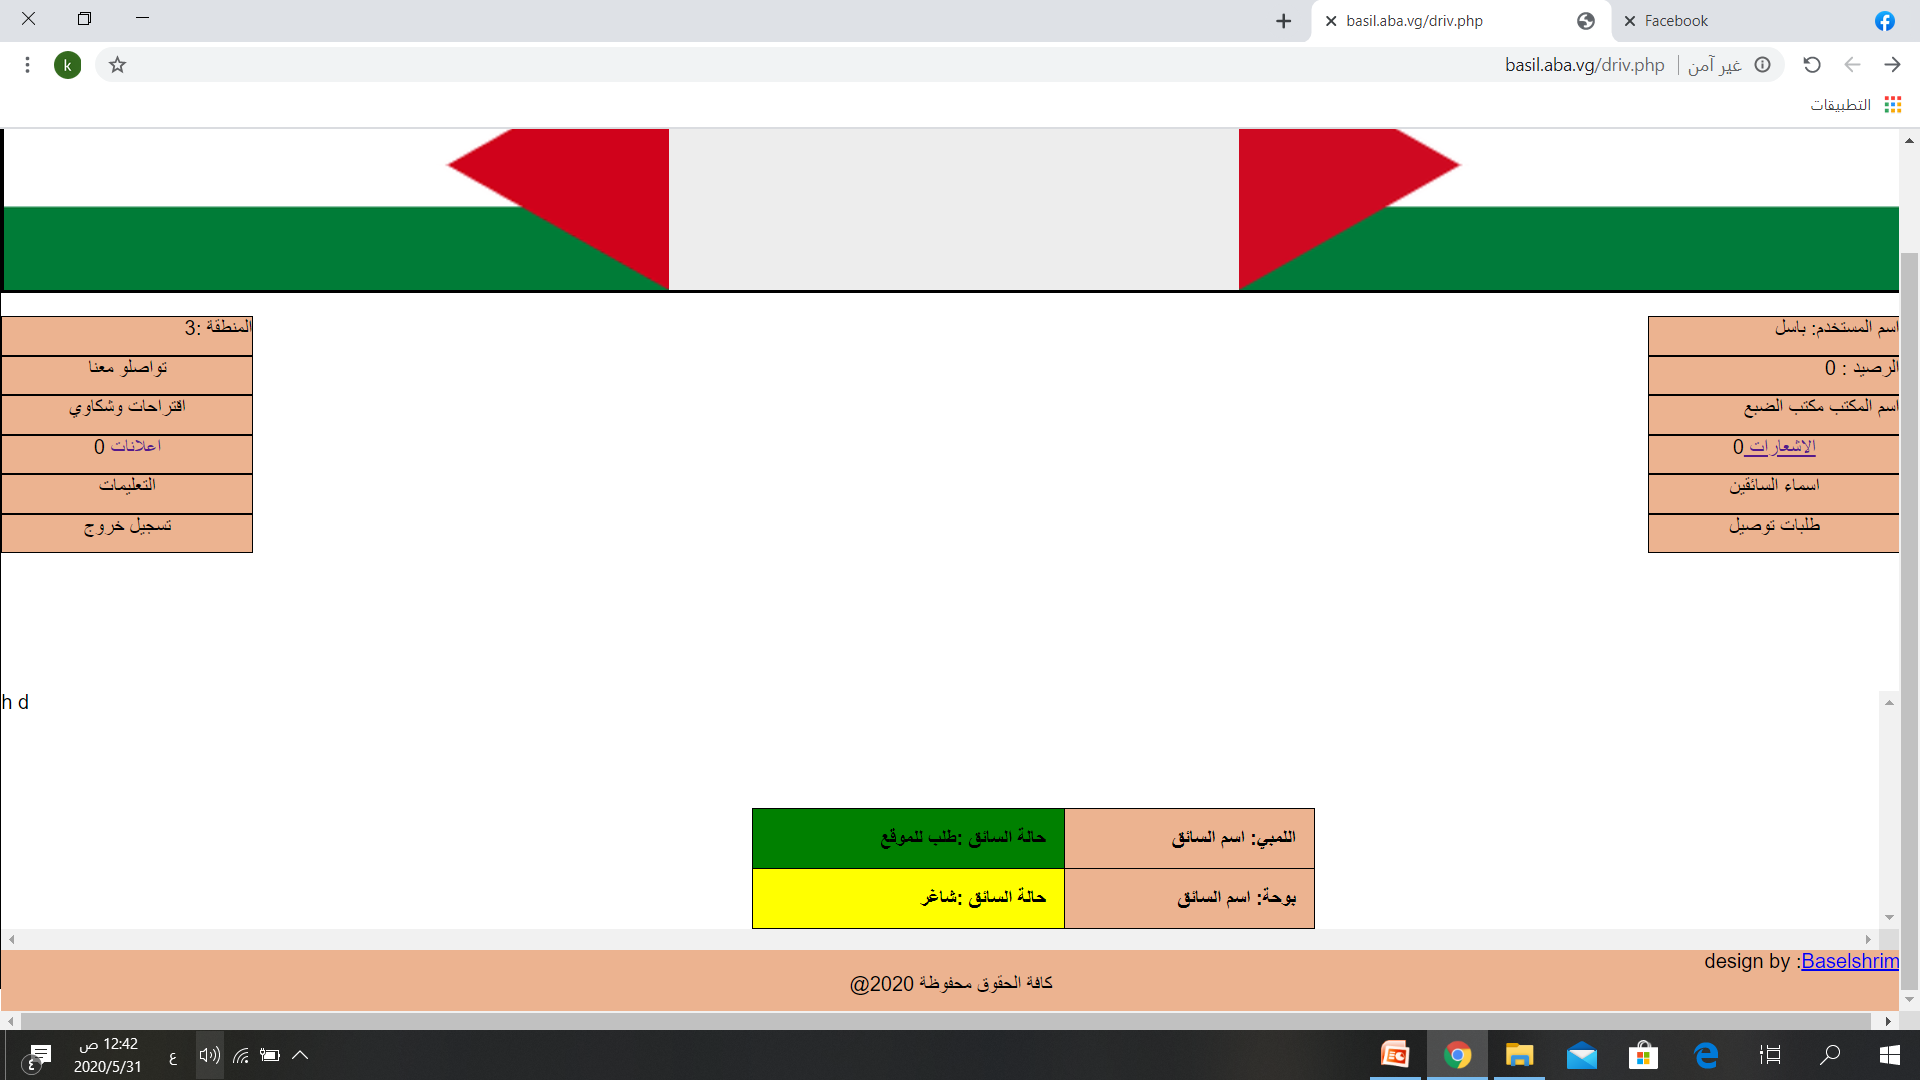 Facebook
basil.aba.vg/driv.php
غير آمن
basil.aba.vg/driv.php
k
التطبيقات
اسم المستخدم: باسل
الرصيد : 0
اسم المكتب مكتب الضبع
الاشعارات 0
اسماء السائقين
طلبات توصيل
المنطقة :3
تواصلو معنا
اقتراحات وشكاوي
اعلانات 0
التعليمات
تسجيل خروج
h d
اللمبي: اسم السائق
حالة السائق :طلب للموقع
بوحة: اسم السائق
حالة السائق :شاغر
design by :Baselshrim
كافة الحقوق محفوظة 2020@
ع
12:42 ص
2020/5/31
٤